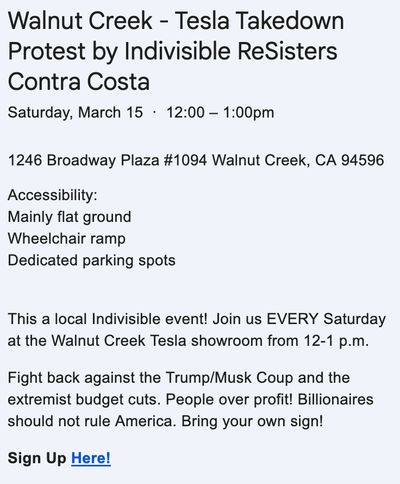 Walnut Creek - Tesla Takedown
Protest by Indivisible ReSisters
Contra Costa
Saturday, March 15 · 12:00 – 1:00pm
1246 Broadway Plaza #1094 Walnut Creek, CA 94596
Accessibility:
Mainly flat ground
Wheelchair ramp
Dedicated parking spots
This a local Indivisible event! Join us EVERY Saturday
at the Walnut Creek Tesla showroom from 12-1 p.m.
Fight back against the Trump/Musk Coup and the
extremist budget cuts. People over profit! Billionaires
should not rule America. Bring your own sign!
Sign Up Here!